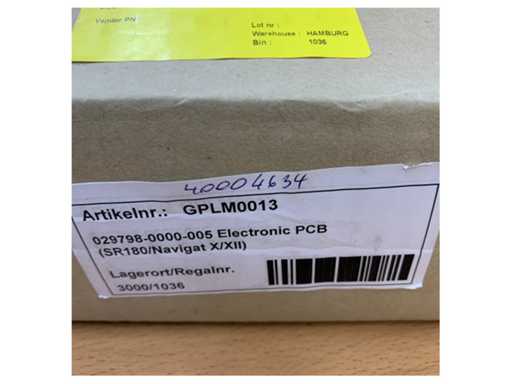 Vendor PN
Lot nr :
Warehouse : HAMBURG
Bin : 1036
40004634
Artikelnr.: GPLM0013
029798-0000-005 Electronic PCB
(SR180/Navigat X/XII)
Lagerort/Regalnr.
3000/1036